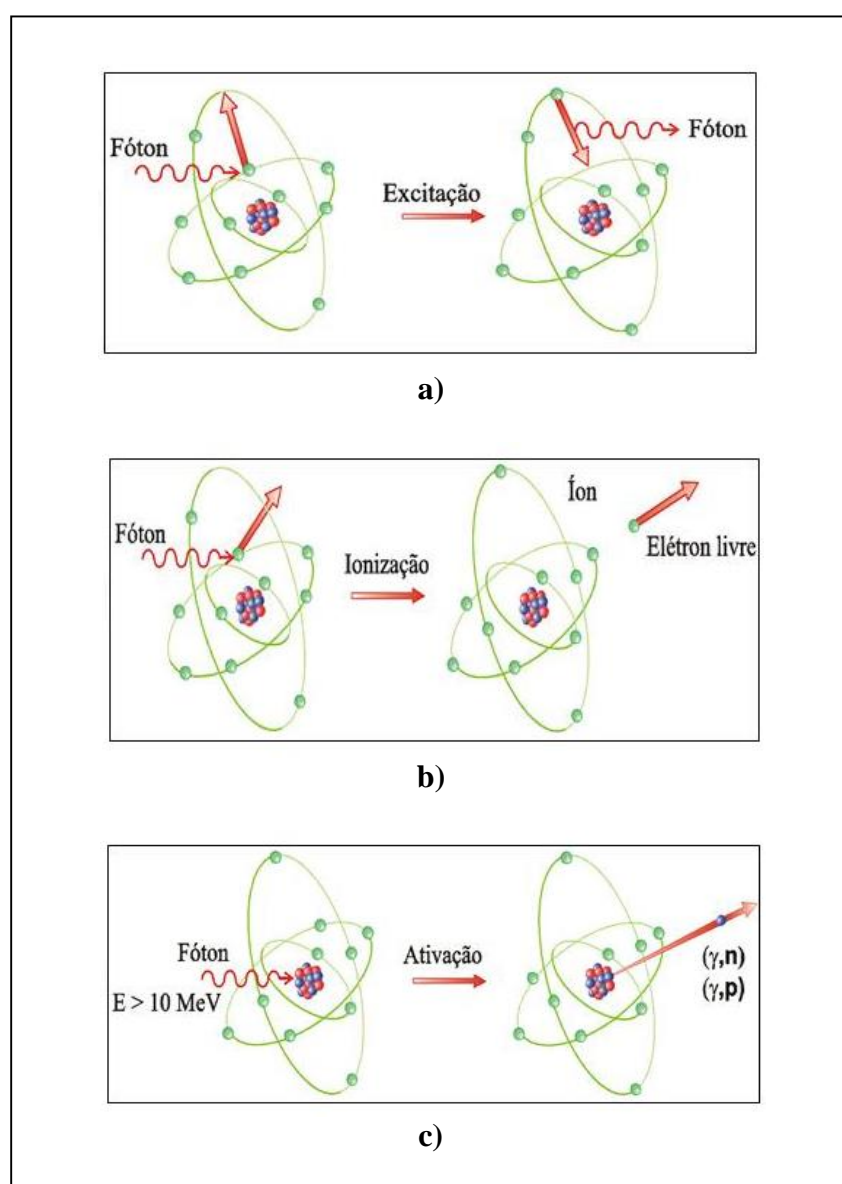 Fóton
Excitação
Fóton
a)
Fóton
Ionização
Íon
Elétron livre
b)
Fóton
E > 10 MeV
Ativação
(γ,n)
(γ,p)
c)